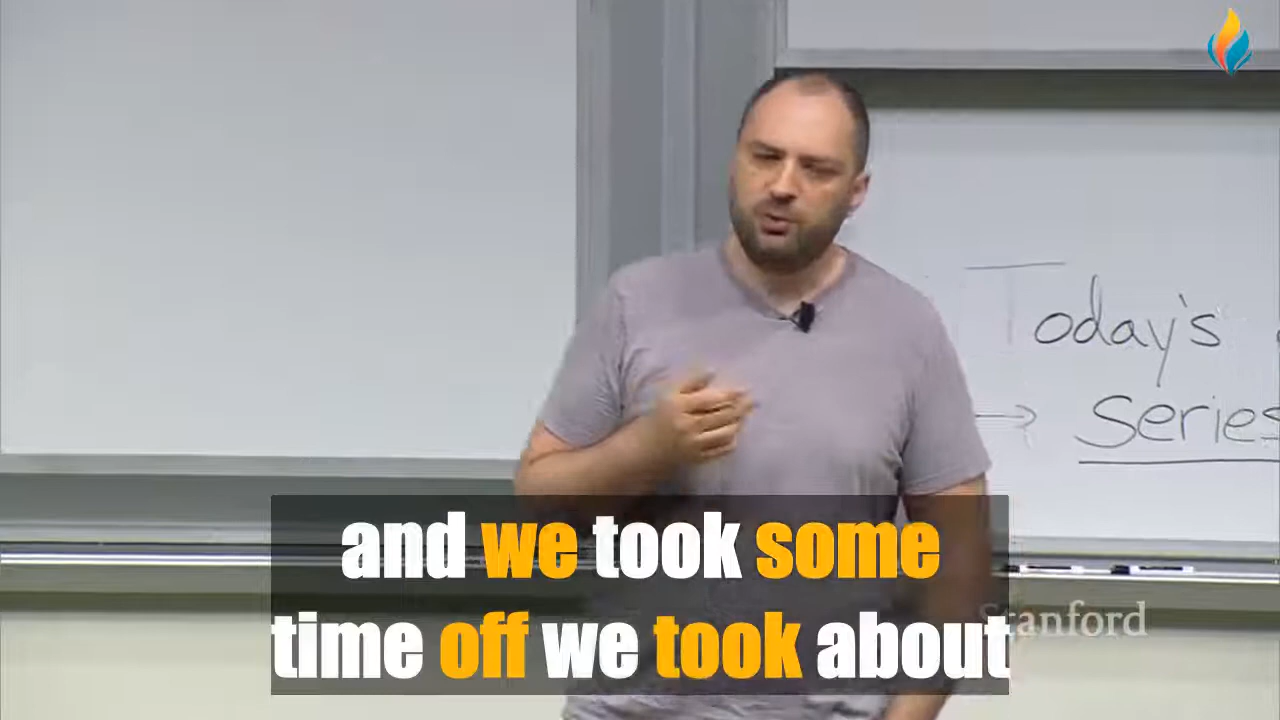 Today's
→ Series
and we took some
time off we took about
Stanford